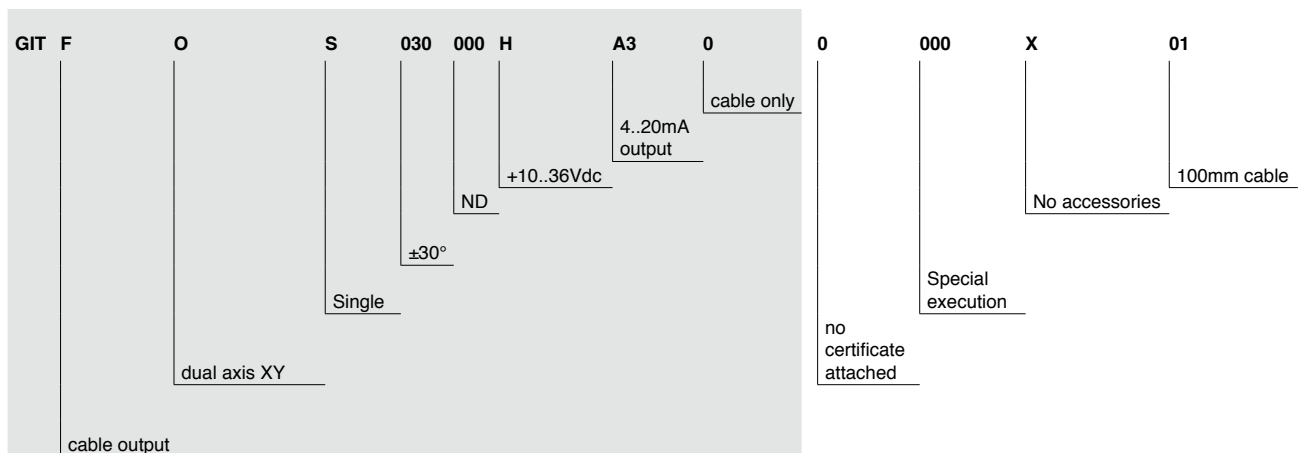 GIT F O S 030 000 H A3 0 0 000 X 01
cable only
4..20mA
output
+10..36Vdc
100mm cable
ND
No accessories
±30°
Special
execution
Single
no
certificate
attached
dual axis XY
cable output